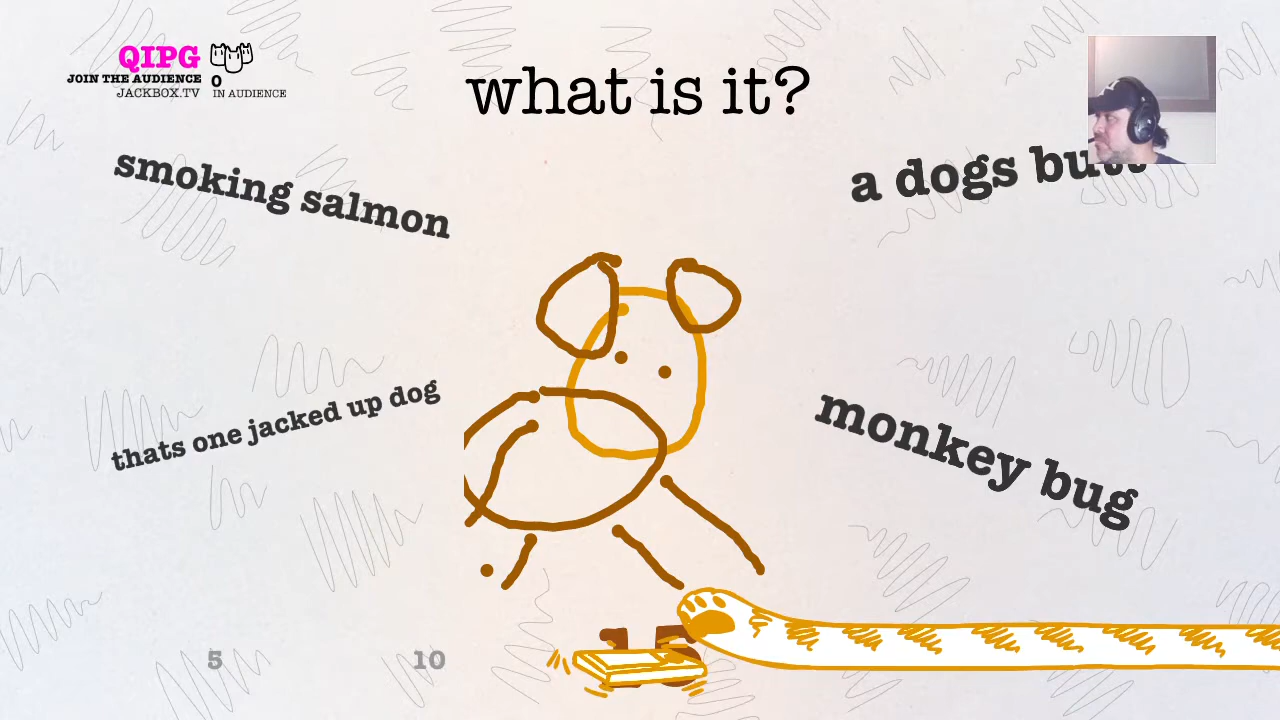 QIPG
JOIN THE AUDIENCE
JACKBOX.TV
0
IN AUDIENCE
what is it?
smoking salmon
a dogs butt
thats one jacked up dog
monkey bug
5
10